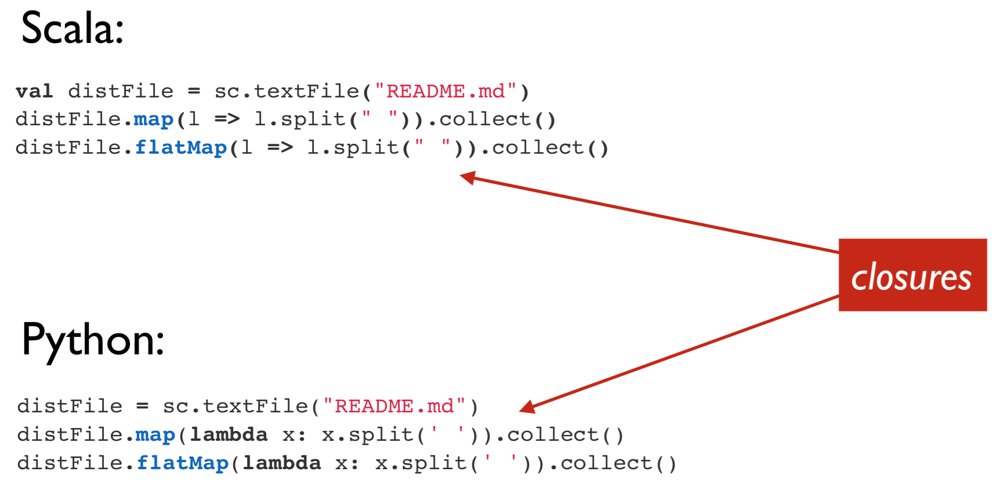 Scala:
val distFile = sc.textFile("README.md")
distFile.map(l => l.split(" ")).collect()
distFile.flatMap(l => l.split(" ")).collect()
closures
Python:
distFile = sc.textFile("README.md")
distFile.map(lambda x: x.split(' ')).collect()
distFile.flatMap(lambda x: x.split(' ')).collect()